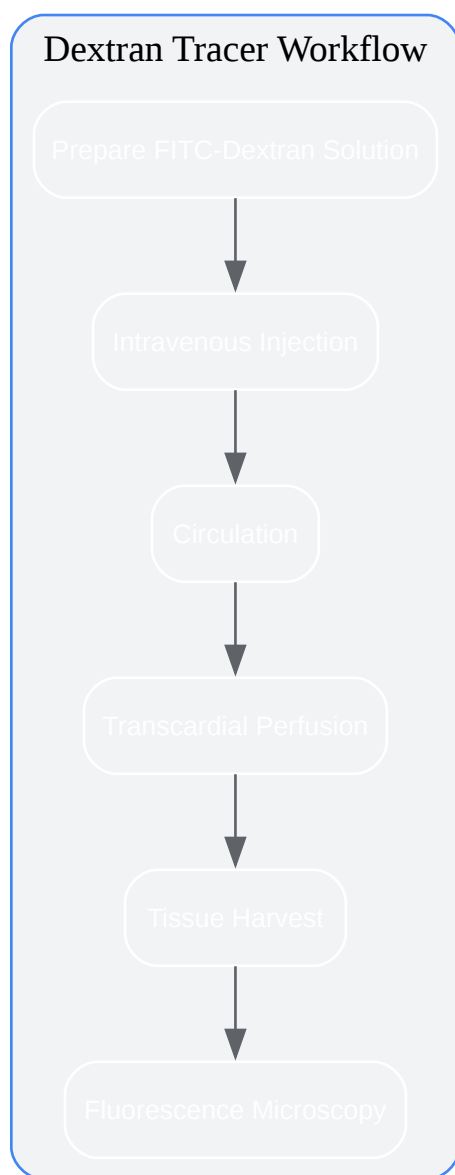 Dextran Tracer Workflow
Prepare FITC-Dextran Solution
Intravenous Injection
Circulation
Transcardial Perfusion
Tissue Harvest
Fluorescence Microscopy